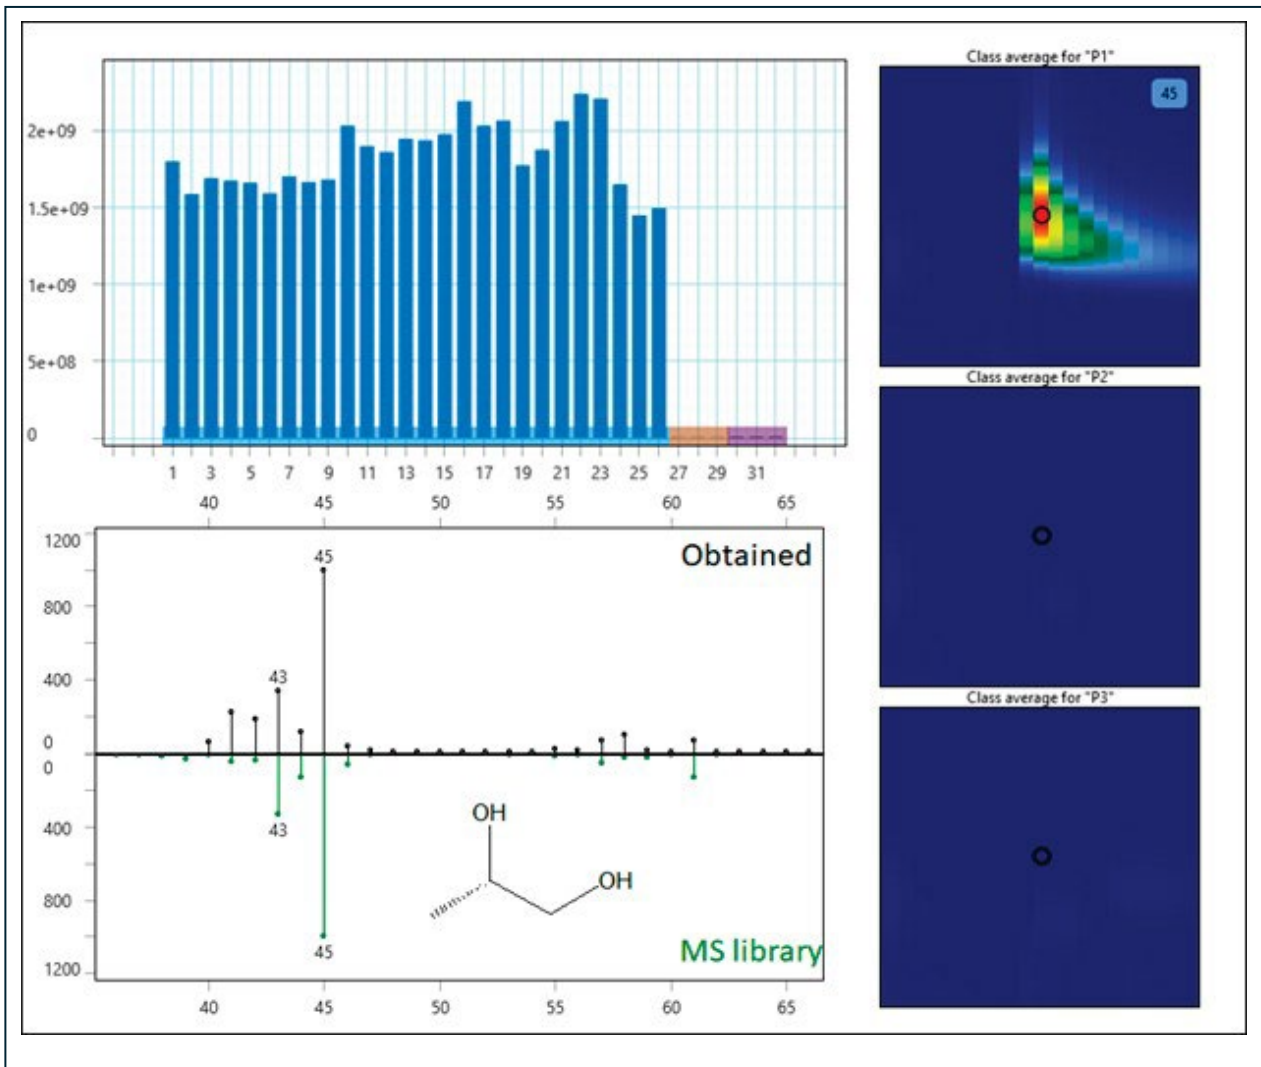 2e+09
1.5e+09
1e+09
5e+08
0
1 3 5 7 9 11 13 15 17 19 21 23 25 27 29 31
40 45 50 55 60 65
1200
800
400
0
0
400
800
1200
Obtained
45
43
43
45
OH
OH
MS library
40 45 50 55 60 65
Class average for "P1"
45
Class average for "P2"
Class average for "P3"